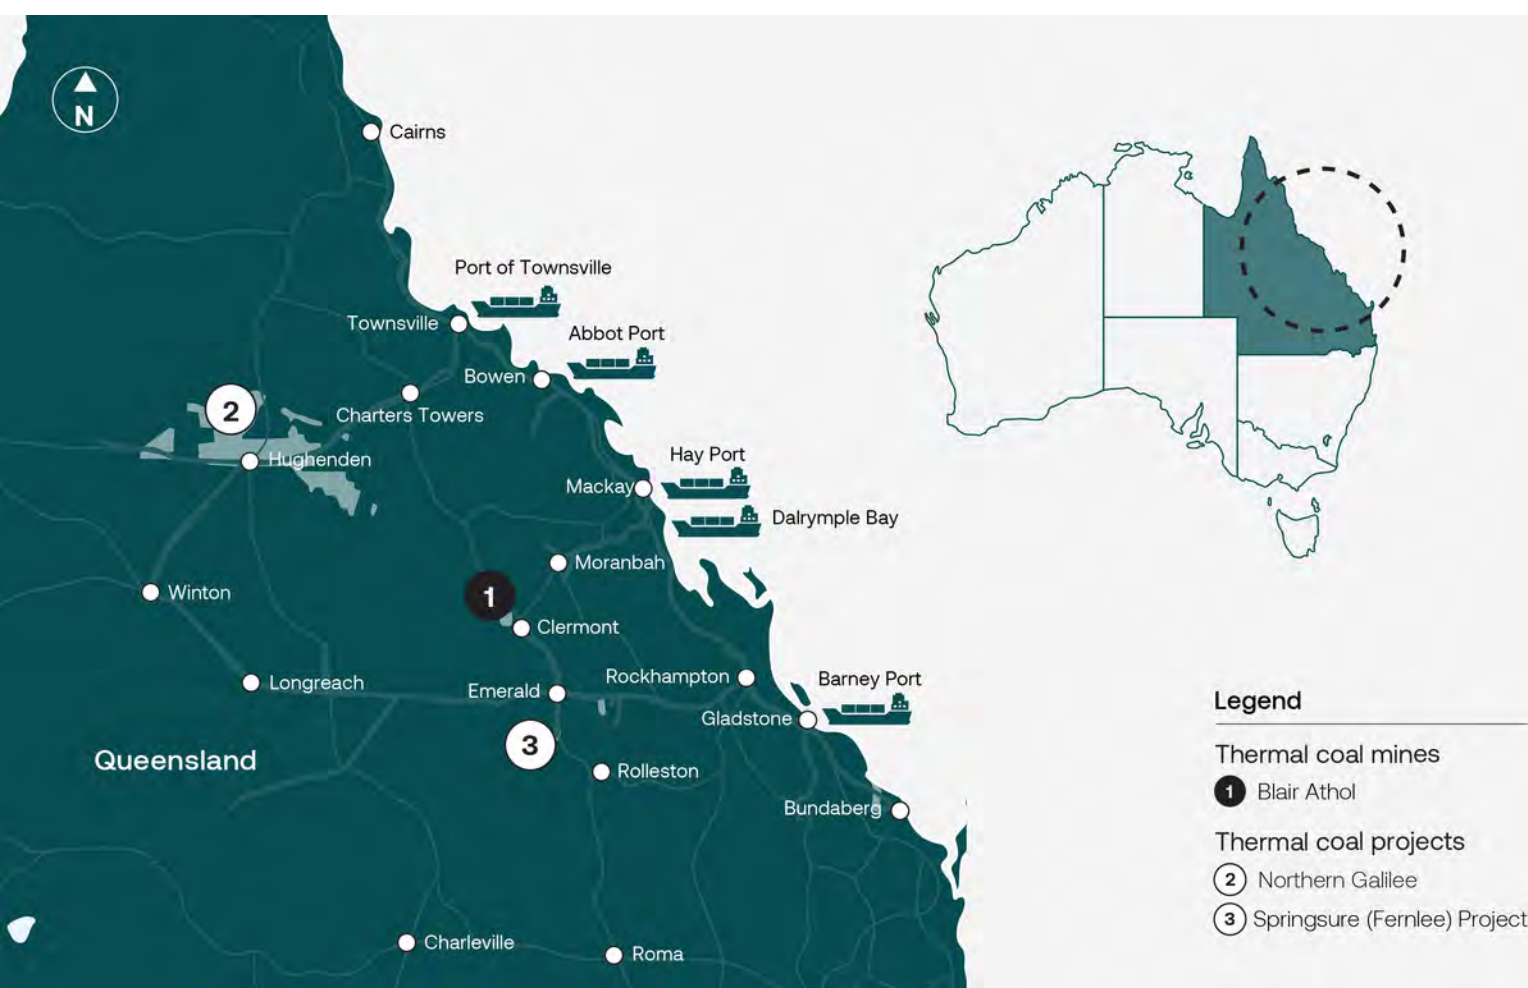 N
Cairns
Port of Townsville
Townsville
Abbot Port
Bowen
Charters Towers
2
Hughenden
Hay Port
Mackay
Dalrymple Bay
Moranbah
1
Winton
Clermont
Longreach
Rockhampton
Emerald
Barney Port
Gladstone
3
Queensland
Rolleston
Bundaberg
Charleville
Roma
Legend
Thermal coal mines
1 Blair Athol
Thermal coal projects
2 Northern Galilee
3 Springsure (Fernlee) Project